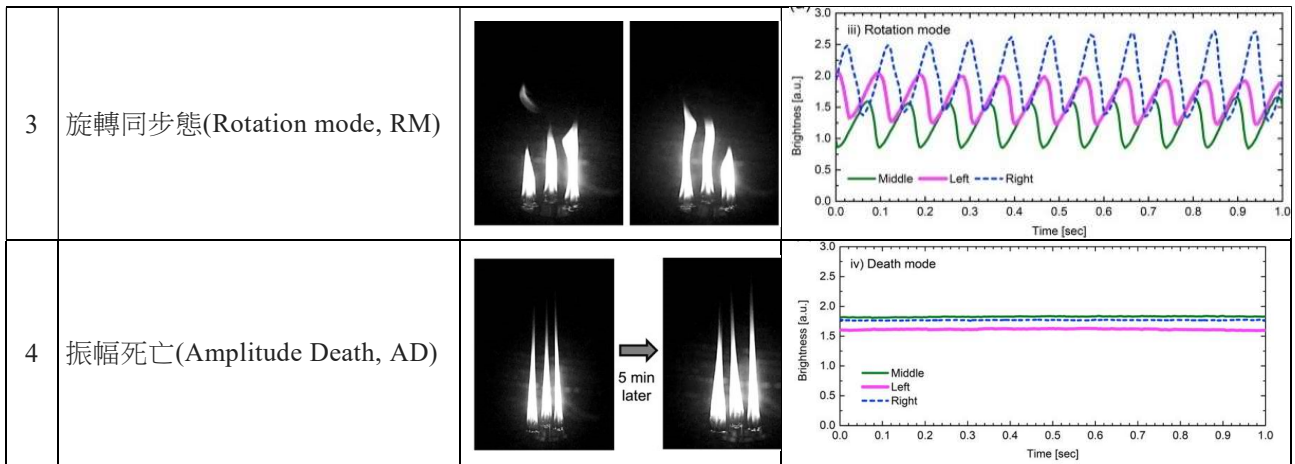 3
旋轉同步態(Rotation mode, RM)
iii) Rotation mode
Brightness [a.u.]
3.0
2.5
2.0
1.5
1.0
0.5
0.0
Middle Left Right
0.0 0.1 0.2 0.3 0.4 0.5 0.6 0.7 0.8 0.9 1.0
Time [sec]
4
振幅死亡(Amplitude Death, AD)
5 min
later
iv) Death mode
Brightness [a.u.]
3.0
2.5
2.0
1.5
1.0
0.5
0.0
Middle
Left
Right
0.0 0.1 0.2 0.3 0.4 0.5 0.6 0.7 0.8 0.9 1.0
Time [sec]